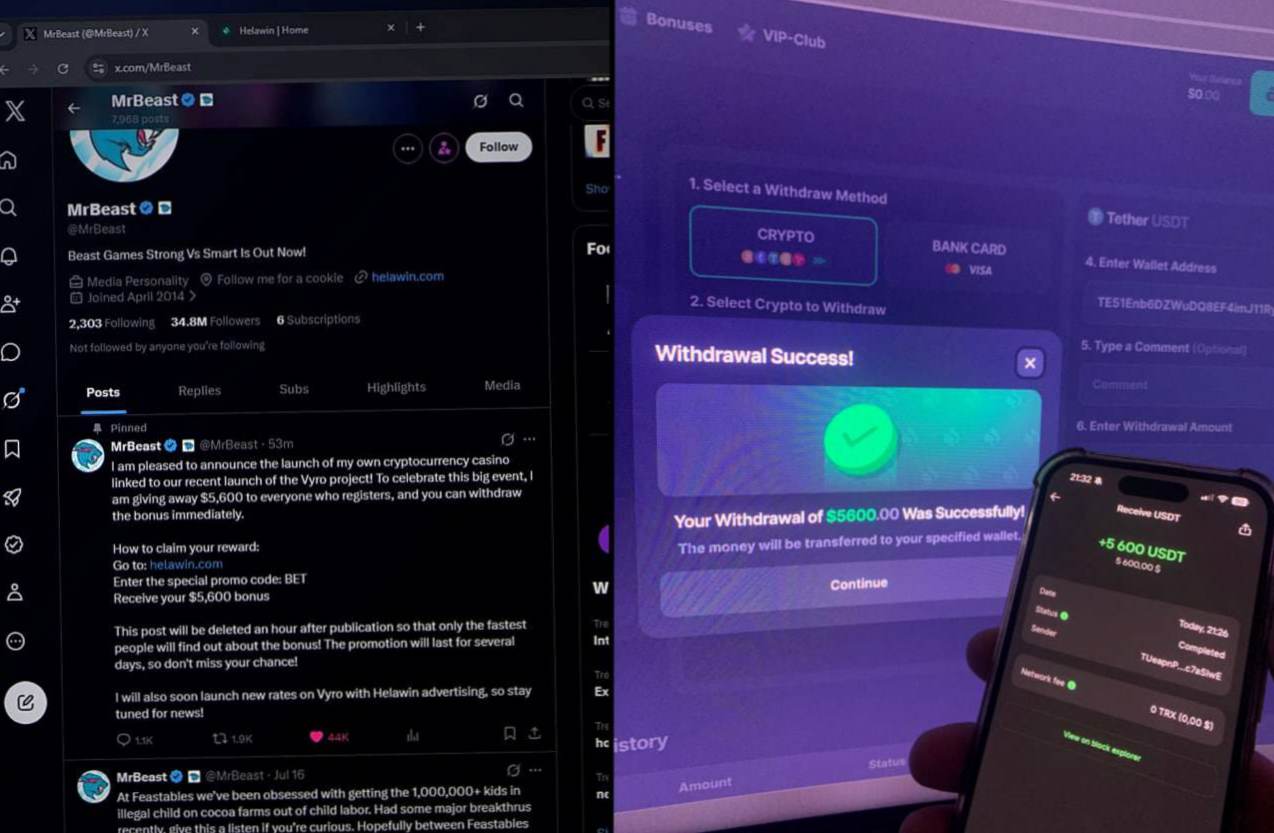 MrBeast (@MrBeast) / X
Helawin | Home
x.com/MrBeast
MrBeast
7,968 posts
Follow
MrBeast
@MrBeast
Beast Games Strong Vs Smart Is Out Now!
Media Personality Follow me for a cookie helawin.com
Joined April 2014
2,303 Following 34.8M Followers 6 Subscriptions
Not followed by anyone you're following
Posts Replies Subs Highlights Media
Pinned
MrBeast @MrBeast · 53m
I am pleased to announce the launch of my own cryptocurrency casino
linked to our recent launch of the Vyro project! To celebrate this big event, I
am giving away $5,600 to everyone who registers, and you can withdraw
the bonus immediately.
How to claim your reward:
Go to: helawin.com
Enter the special promo code: BET
Receive your $5,600 bonus
This post will be deleted an hour after publication so that only the fastest
people will find out about the bonus! The promotion will last for several
days, so don't miss your chance!
I will also soon launch new rates on Vyro with Helawin advertising, so stay
tuned for news!
1.1K 1.9K 44K
MrBeast @MrBeast · Jul 16
At Feastables we've been obsessed with getting the 1,000,000+ kids in
illegal child on cocoa farms out of child labor. Had some major breakthrus
recently, give this a listen if you're curious. Hopefully between Feastables
Bonuses
VIP-Club
Your Balance
$0.00
1. Select a Withdraw Method
CRYPTO
BANK CARD
VISA
2. Select Crypto to Withdraw
Tether USDT
4. Enter Wallet Address
5. Type a Comment (Optional)
Comment
6. Enter Withdrawal Amount
Withdrawal Success!
Your Withdrawal of $5600.00 Was Successfully!
The money will be transferred to your specified wallet.
Continue
istory
Amount
Status
21:32
Receive USDT
+5 600 USDT
5 600,00 $
Date
Today, 21:26
Status
Completed
Sender
TUeapnP...c7aSiwE
Network fee
0 TRX (0,00 $)
View on block explorer